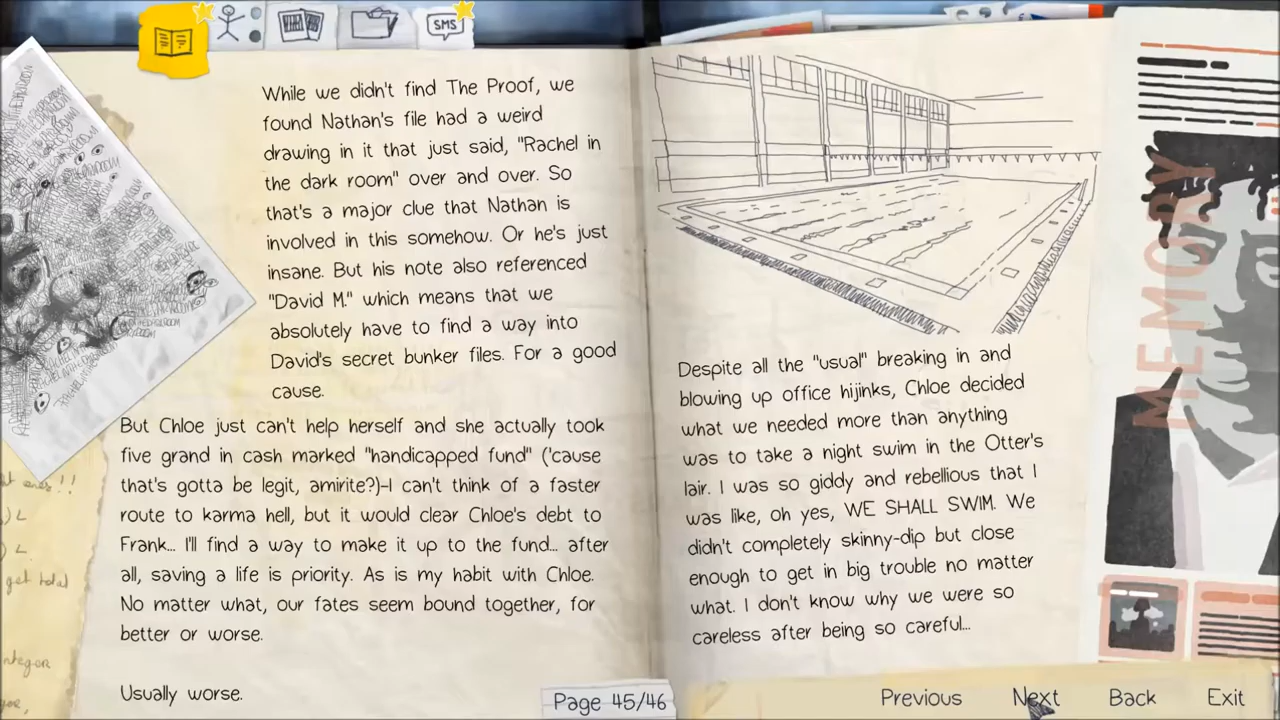 SMS
While we didn't find The Proof, we
found Nathan's file had a weird
drawing in it that just said, "Rachel in
the dark room" over and over. So
that's a major clue that Nathan is
involved in this somehow. Or he's just
insane. But his note also referenced
"David M." which means that we
absolutely have to find a way into
David's secret bunker files. For a good
cause.
But Chloe just can't help herself and she actually took
five grand in cash marked "handicapped fund" ('cause
that's gotta be legit, amirite?)-I can't think of a faster
route to karma hell, but it would clear Chloe's debt to
Frank... I'll find a way to make it up to the fund... after
all, saving a life is priority. As is my habit with Chloe.
No matter what, our fates seem bound together, for
better or worse.
Usually worse.
Despite all the "usual" breaking in and
blowing up office hijinks, Chloe decided
what we needed more than anything
was to take a night swim in the Otter's
lair. I was so giddy and rebellious that I
was like, oh yes, WE SHALL SWIM. We
didn't completely skinny-dip but close
enough to get in big trouble no matter
what. I don't know why we were so
careless after being so careful...
MEMORY
Page 45/46
Previous
Next
Back
Exit